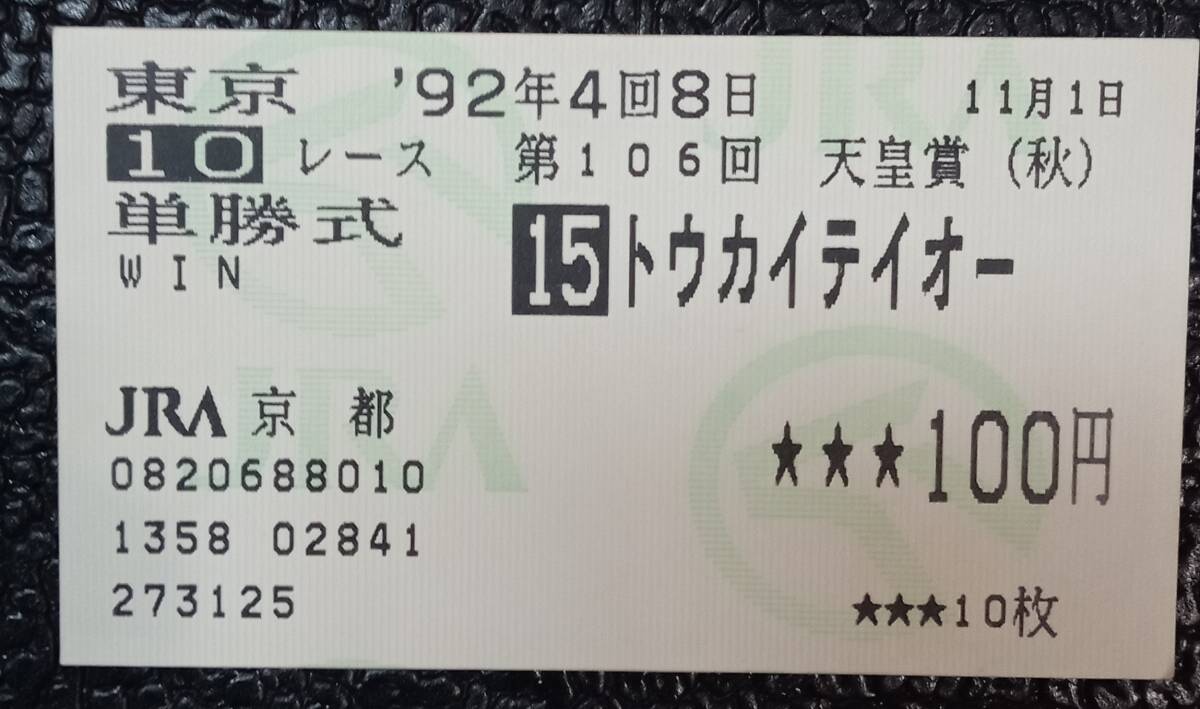 東京 '92年4回8日 11月1日
10 レース 第106回 天皇賞 (秋)
単勝式
WIN
15 トウカイテイオー
JRA 京都
0820688010
★★★100円
1358 02841
273125
★★★10枚